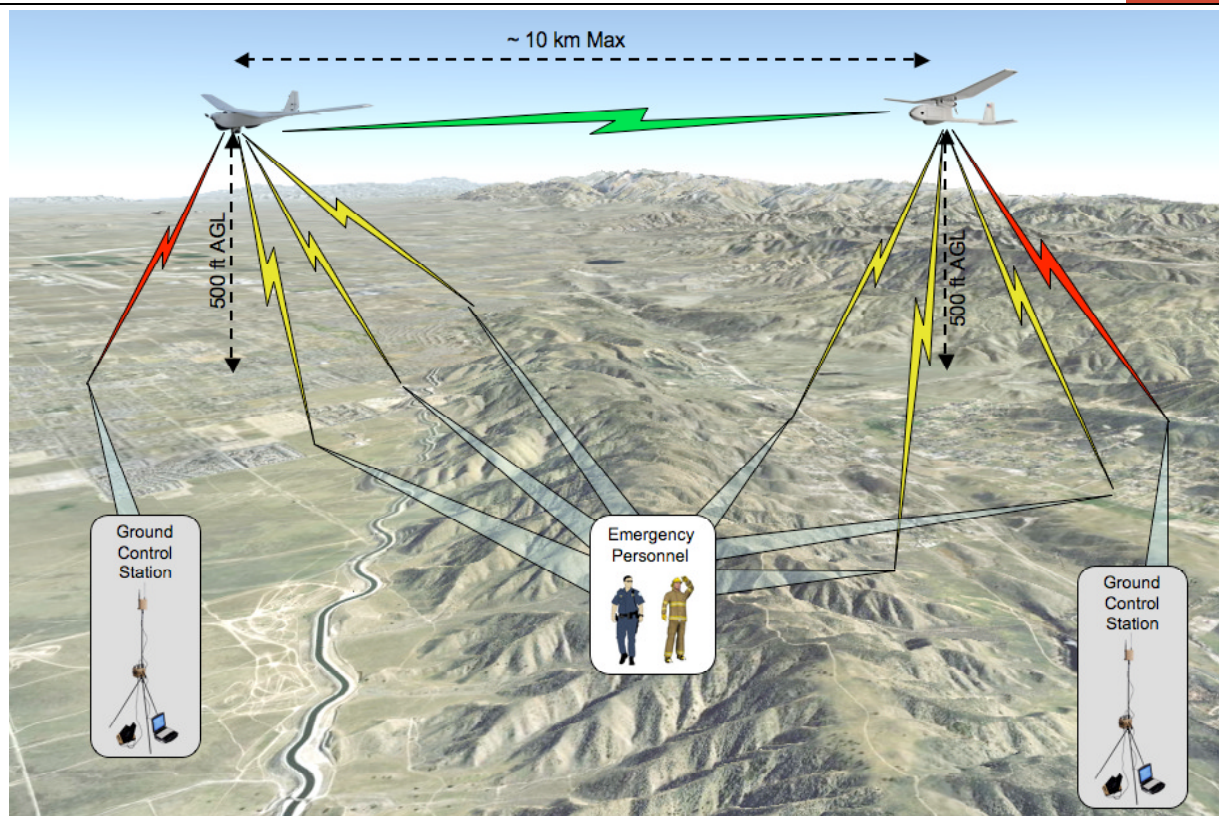 ~ 10 km Max
500 ft AGL
500 ft AGL
Ground
Control
Station
Emergency
Personnel
Ground
Control
Station